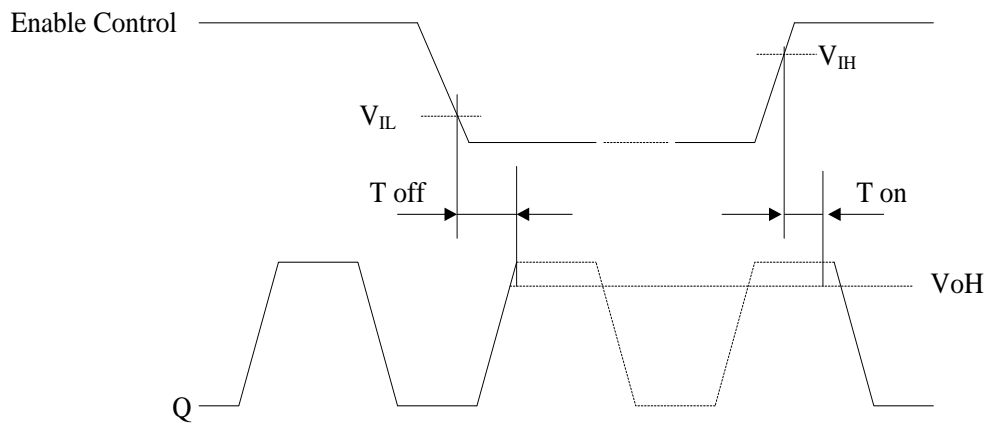 Enable Control
VIH
VIL
T off
T on
VoH
Q